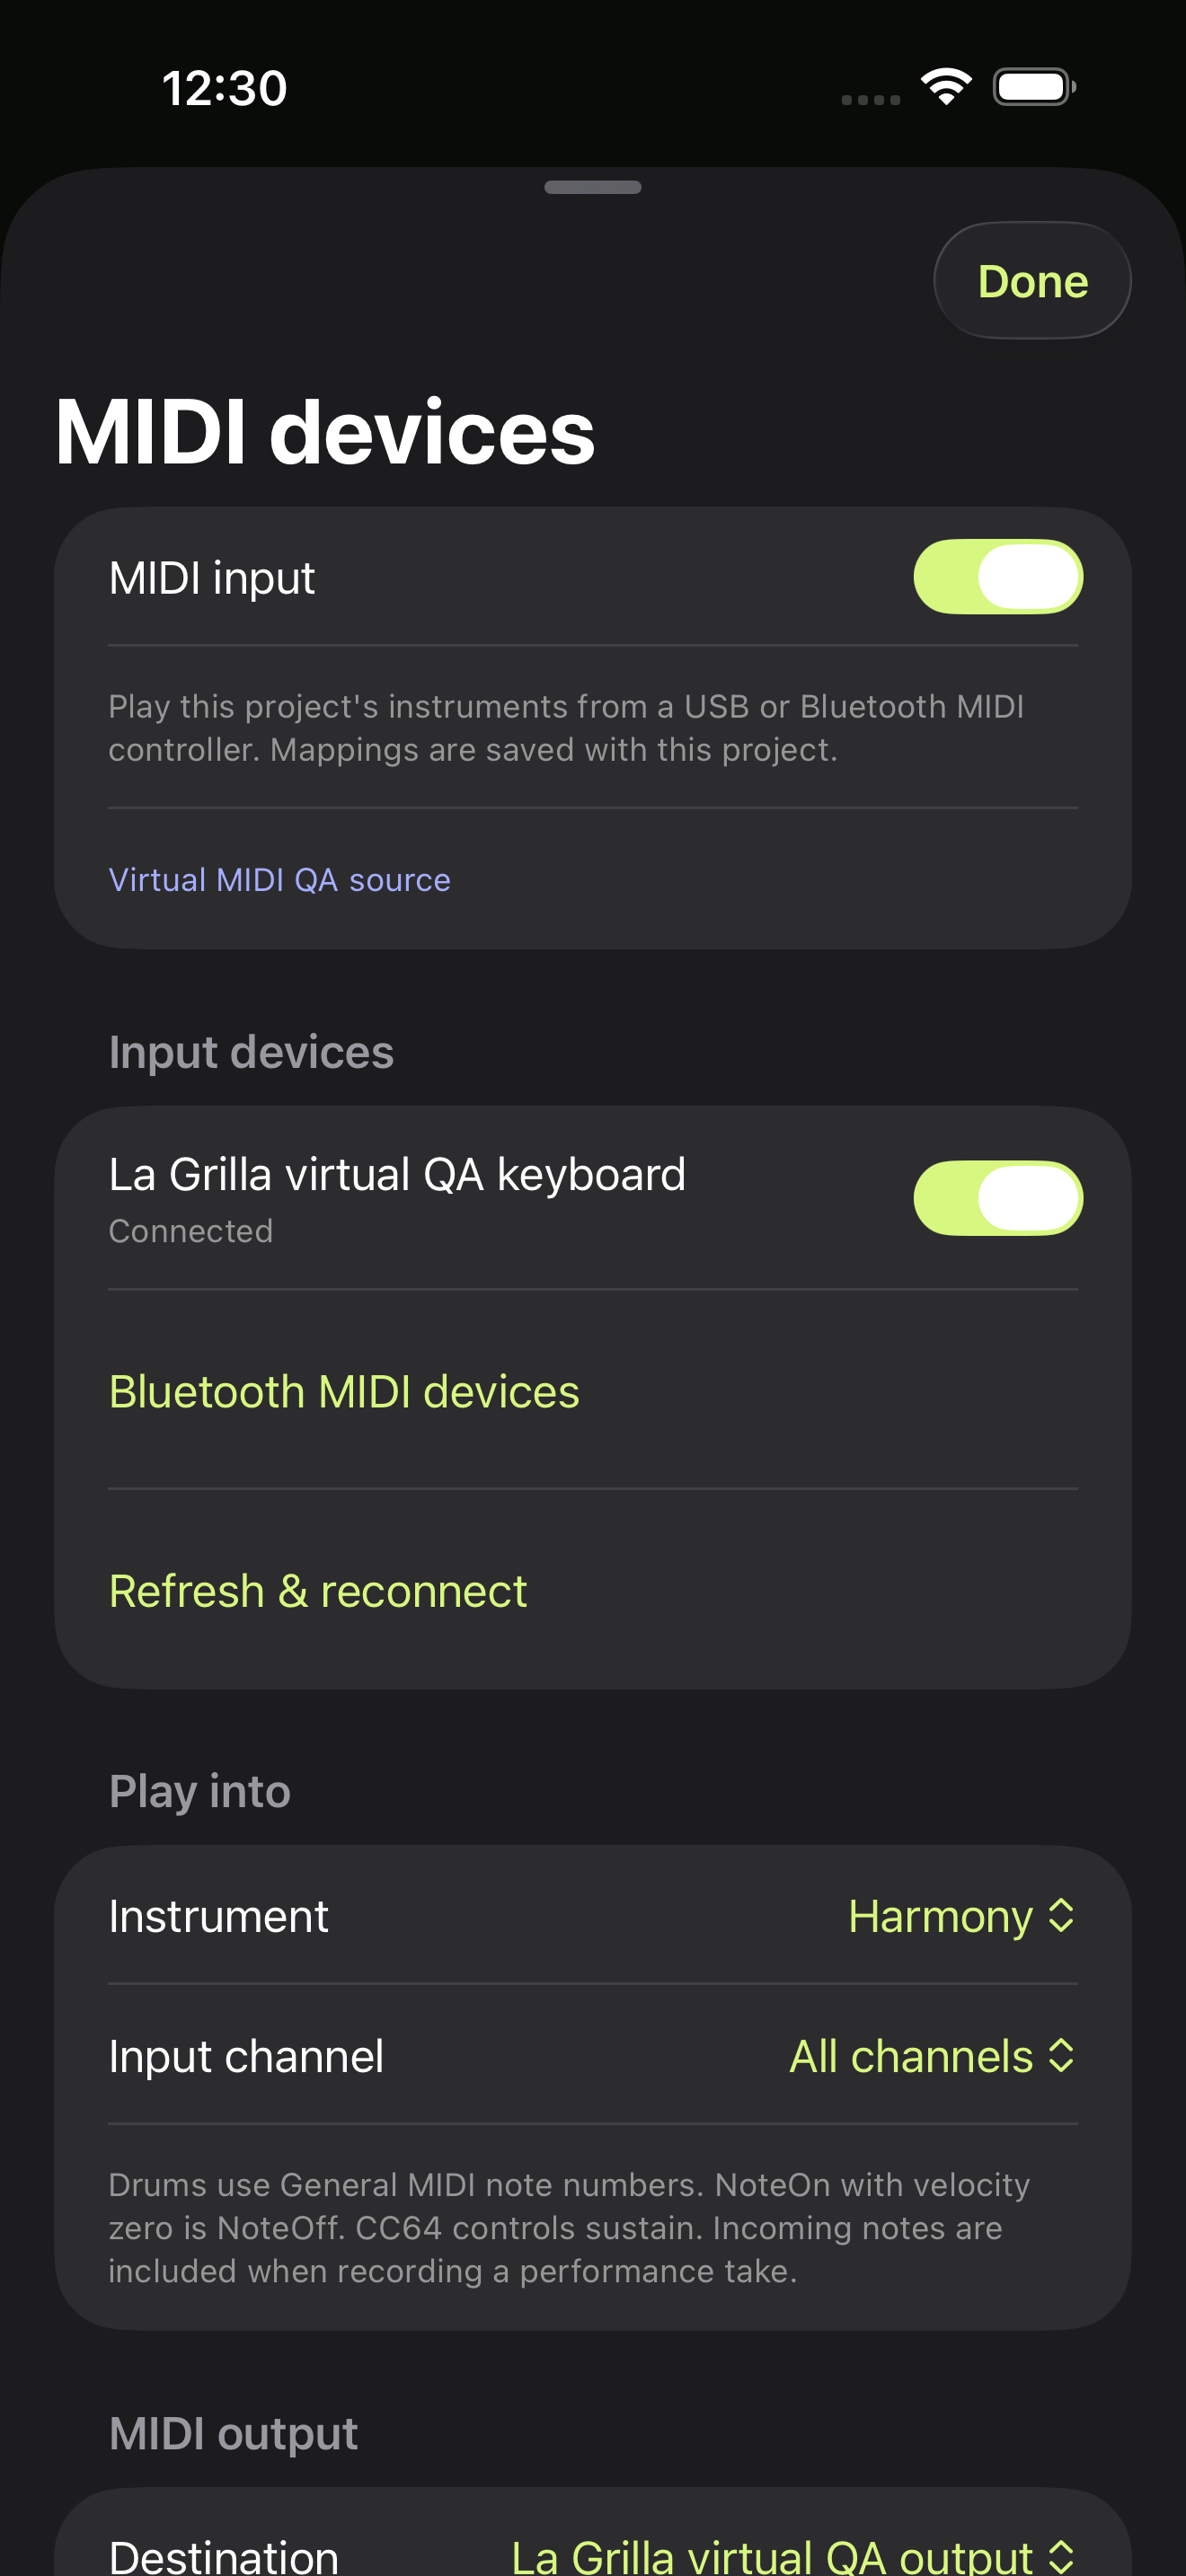 12:30
Done
MIDI devices
MIDI input
Play this project's instruments from a USB or Bluetooth MIDI
controller. Mappings are saved with this project.
Virtual MIDI QA source
Input devices
La Grilla virtual QA keyboard
Connected
Bluetooth MIDI devices
Refresh & reconnect
Play into
Instrument Harmony
Input channel All channels
Drums use General MIDI note numbers. NoteOn with velocity
zero is NoteOff. CC64 controls sustain. Incoming notes are
included when recording a performance take.
MIDI output
Destination La Grilla virtual QA output